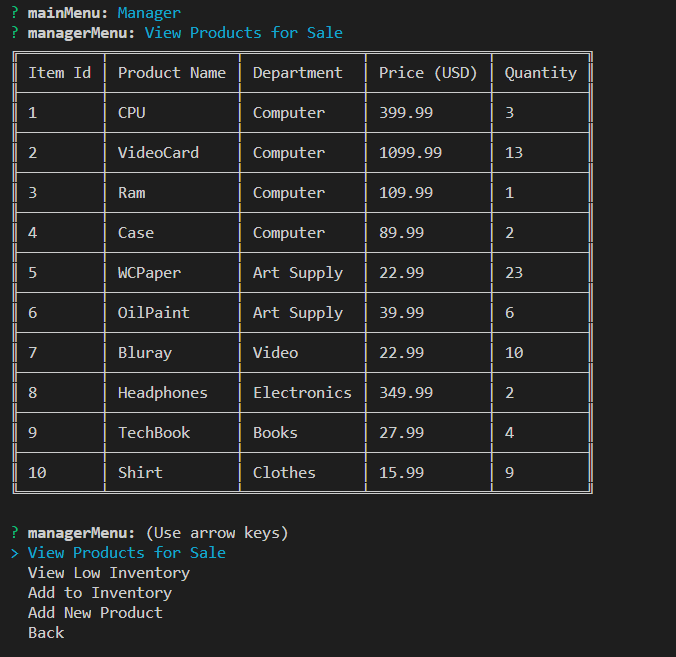 ? mainMenu: Manager
? managerMenu: View Products for Sale
Item Id Product Name Department Price (USD) Quantity
1 CPU Computer 399.99 3
2 VideoCard Computer 1099.99 13
3 Ram Computer 109.99 1
4 Case Computer 89.99 2
5 WCPaper Art Supply 22.99 23
6 OilPaint Art Supply 39.99 6
7 Bluray Video 22.99 10
8 Headphones Electronics 349.99 2
9 TechBook Books 27.99 4
10 Shirt Clothes 15.99 9
? managerMenu: (Use arrow keys)
> View Products for Sale
View Low Inventory
Add to Inventory
Add New Product
Back